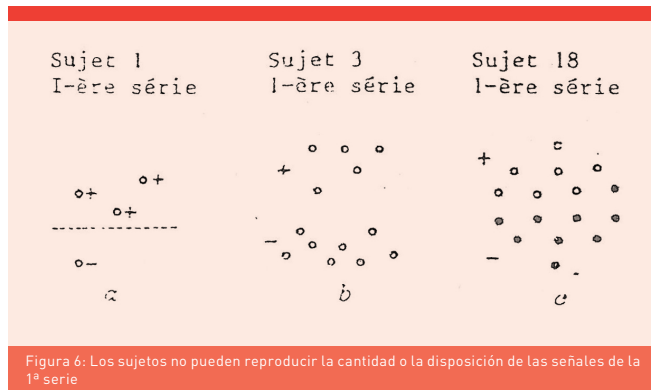 Sujet 1
I-ère série
Sujet 3
1-ère série
Sujet 18
1-ère série
+
+
+
-
a
+
-
b
+
-
c
Figura 6: Los sujetos no pueden reproducir la cantidad o la disposición de las señales de la
1ª serie